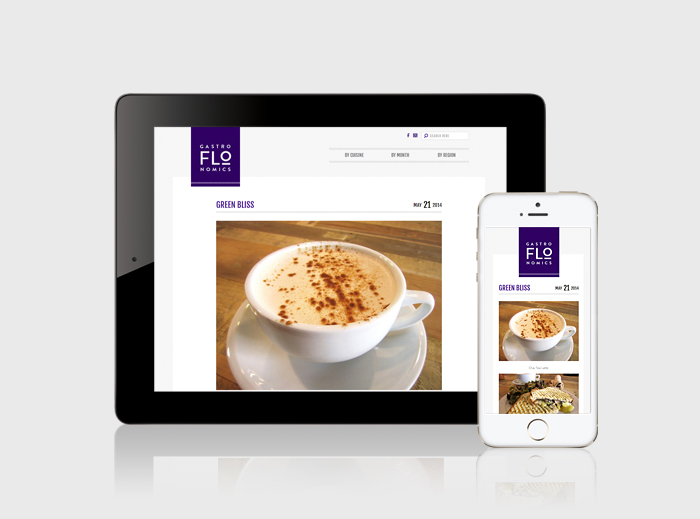 GASTRO
FLO
NOMICS
SEARCH HERE
BY CUISINE BY MONTH BY REGION
GREEN BLISS MAY 21 2014
GASTRO
FLO
NOMICS
GREEN BLISS MAY 21 2014